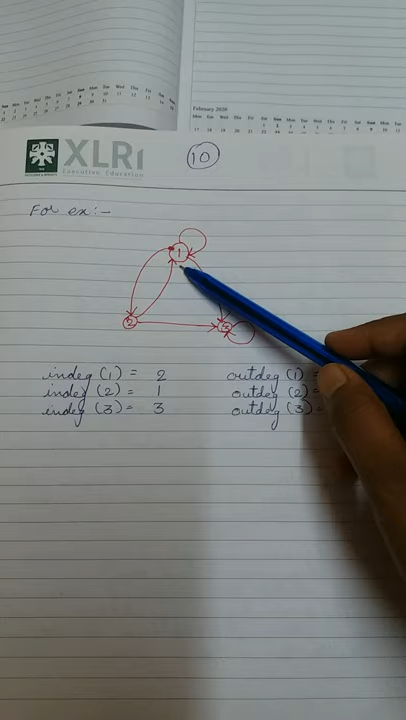 February 2020
XLRI
Executive Education
10
For ex:-
1
2
3
indeg (1) = 2
outdeg (1) =
indeg (2) = 1
outdeg (2) =
indeg (3) = 3
outdeg (3) =